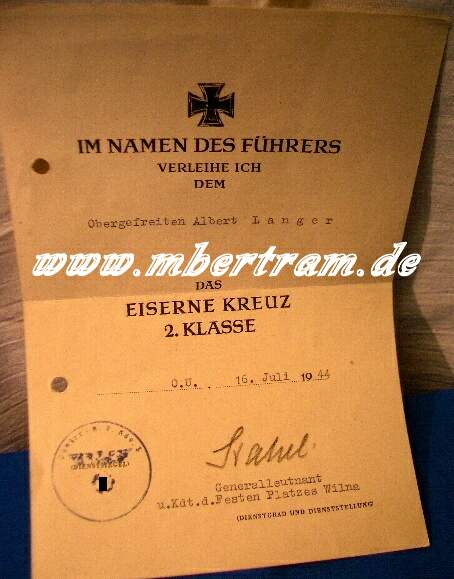 IM NAMEN DES FÜHRERS
VERLEIHE ICH
DEM
Obergefreiten Albert Langer
www.mbertram.de
DAS
EISERNE KREUZ
2. KLASSE
O.U. 16. Juli 1944
(DIENSTSIEGEL)
Stahel.
Generalleutnant
u.Kdt.d.Festen Platzes Wilna
(DIENSTGRAD UND DIENSTSTELLUNG